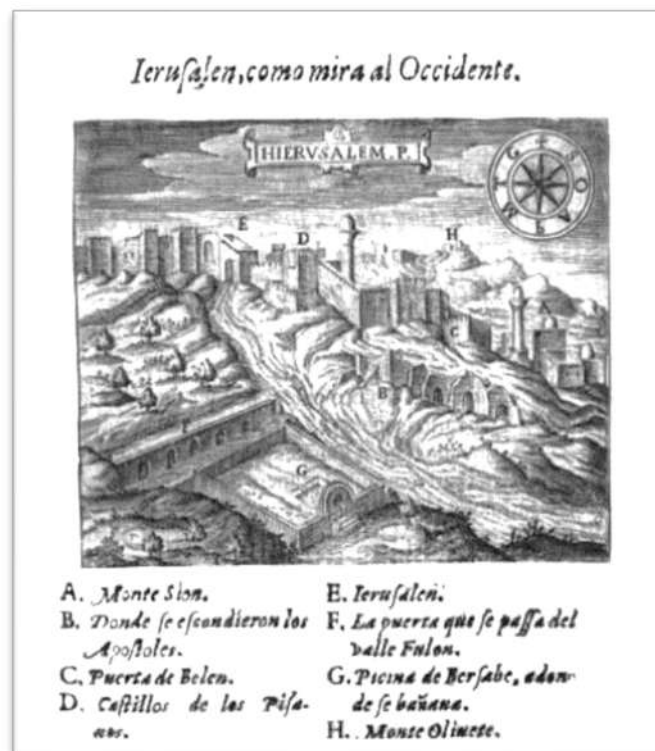 Ieruſalen, como mira al Occidente.
HIERVSALEM. P.
E
D
H
C
B
F
G
A. Monte Sion.
B. Donde ſe eſcondieron los
Apoſtoles.
C. Puerta de Belen.
D. Caſtillos de los Piſa-
nos.
E. Ieruſalen.
F. La puerta que ſe paſſa del
valle Fulon.
G. Picina de Berſabe, adon-
de ſe bañaua.
H. Monte Oliuete.